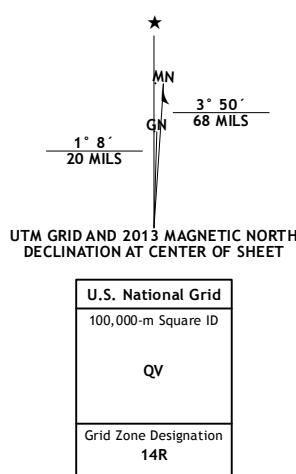 ★
MN
3° 50´
68 MILS
GN
1° 8´
20 MILS
UTM GRID AND 2013 MAGNETIC NORTH
DECLINATION AT CENTER OF SHEET
U.S. National Grid
100,000-m Square ID
QV
Grid Zone Designation
14R